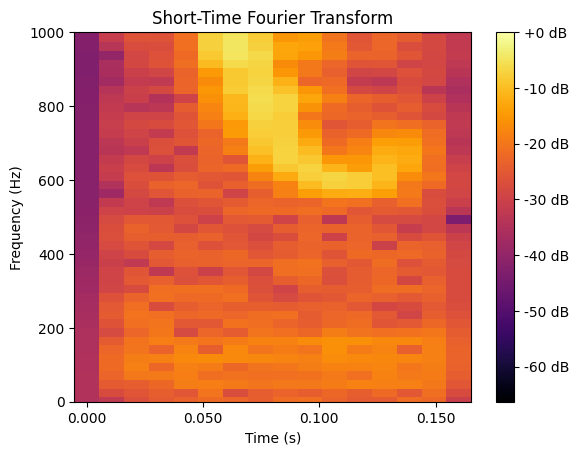 Short-Time Fourier Transform
1000
800
600
400
200
0
Frequency (Hz)
0.000
0.050
0.100
0.150
Time (s)
+0 dB
-10 dB
-20 dB
-30 dB
-40 dB
-50 dB
-60 dB